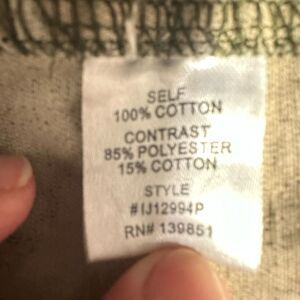 SELF
100% COTTON
CONTRAST
85% POLYESTER
15% COTTON
STYLE
#IJ12994P
RN# 139851